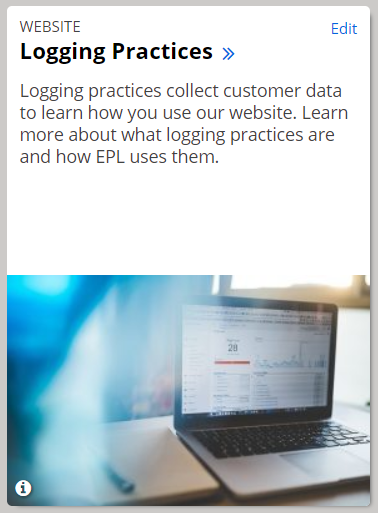 WEBSITE
Edit
Logging Practices »
Logging practices collect customer data
to learn how you use our website. Learn
more about what logging practices are
and how EPL uses them.
28